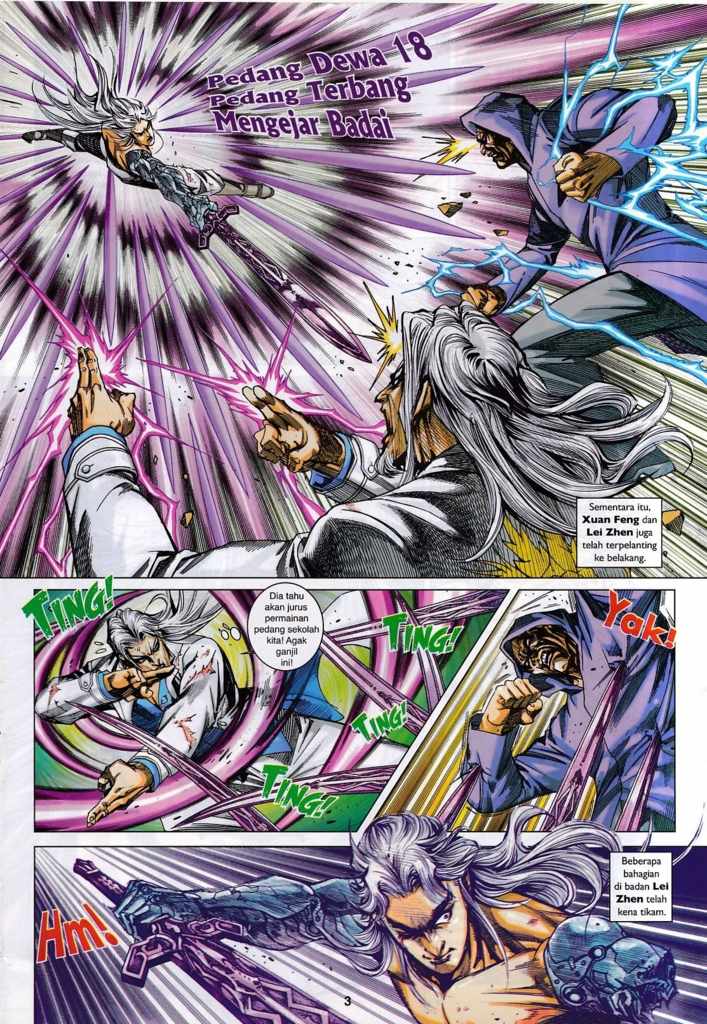 Pedang Dewa 18
Pedang Terbang
Mengejar Badai
Sementara itu,
Xuan Feng dan
Lei Zhen juga
telah terpelanting
ke belakang.
TING!
Dia tahu
akan jurus
permainan
pedang sekolah
kita! Agak
ganjil
ini!
TING!
TING!
TING!
Yak!
Hm!
Beberapa
bahagian
di badan Lei
Zhen telah
kena tikam.
3